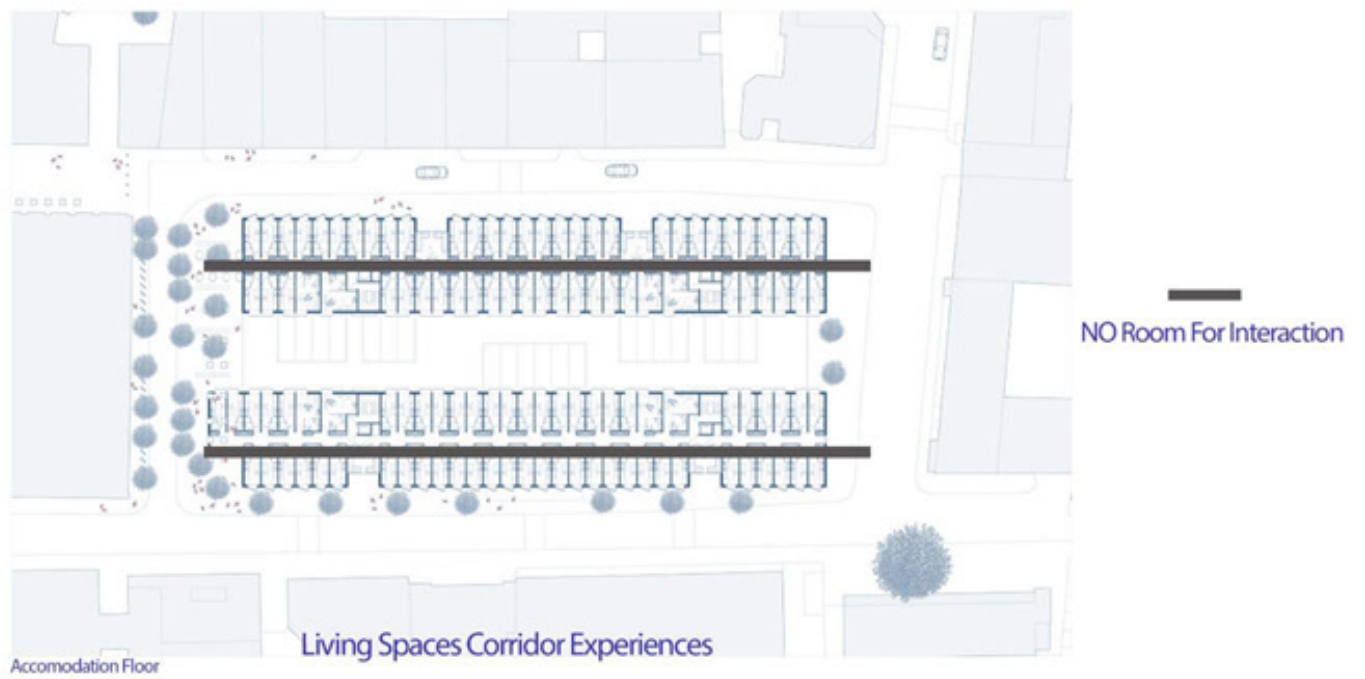 NO Room For Interaction
Living Spaces Corridor Experiences
Accomodation Floor